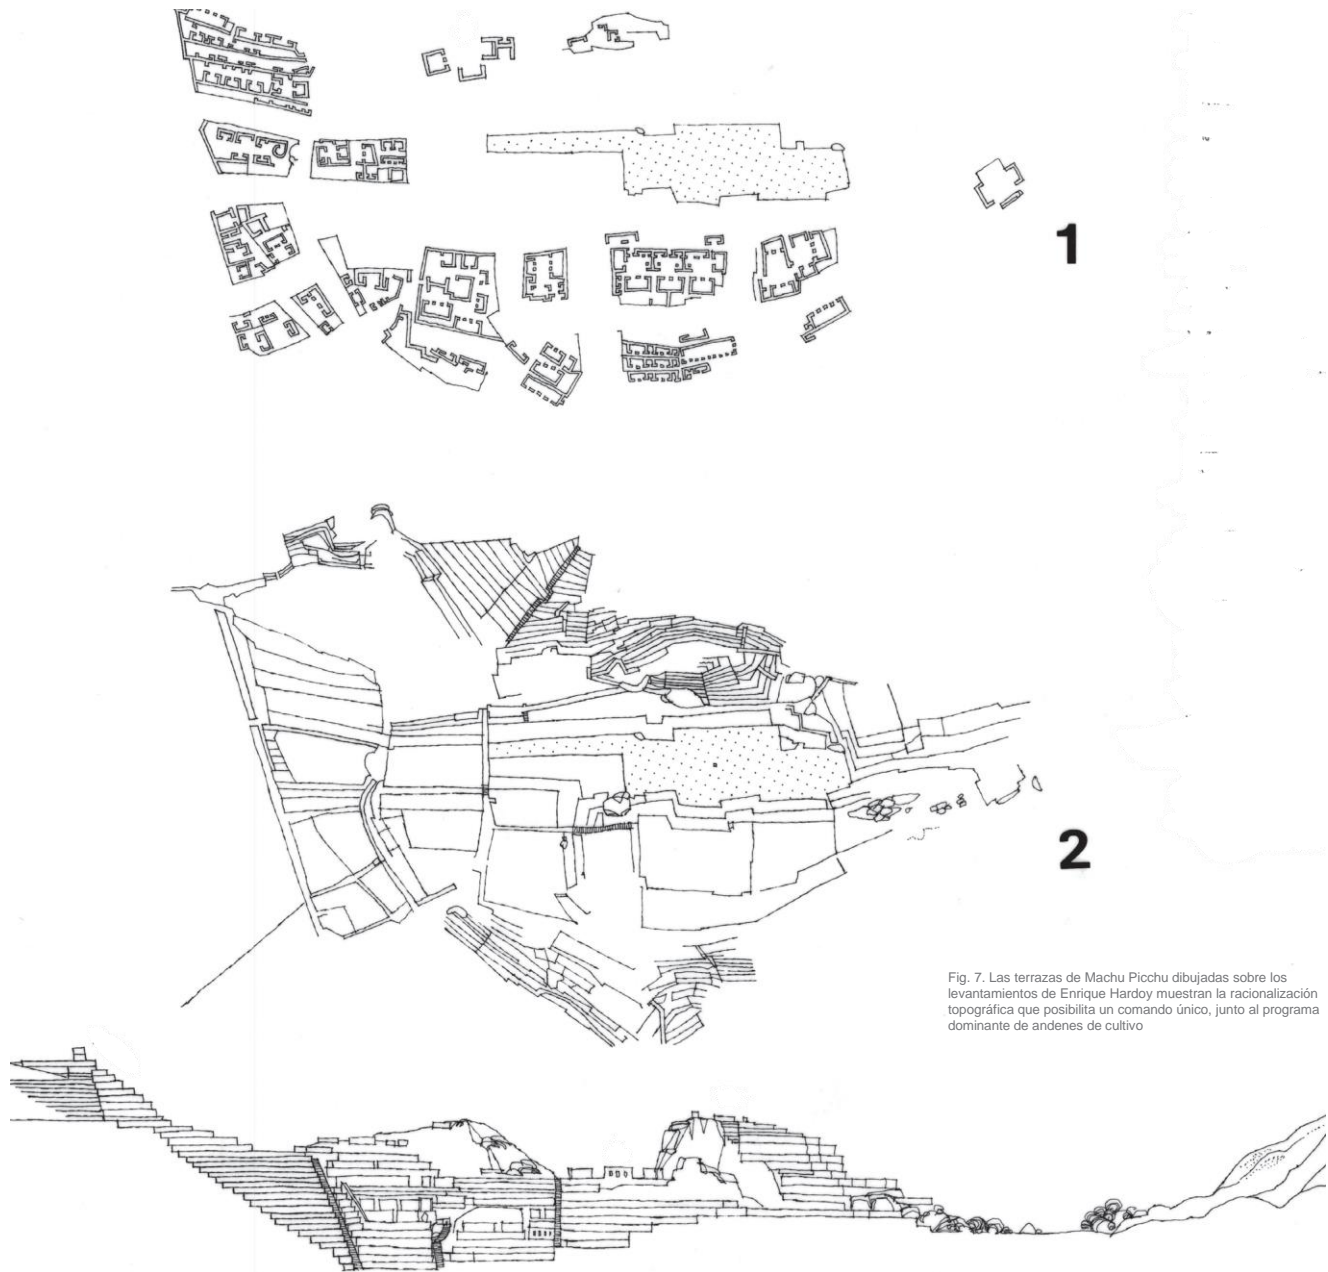 1
2
Fig. 7. Las terrazas de Machu Picchu dibujadas sobre los
levantamientos de Enrique Hardoy muestran la racionalización
topográfica que posibilita un comando único, junto al programa
dominante de andenes de cultivo